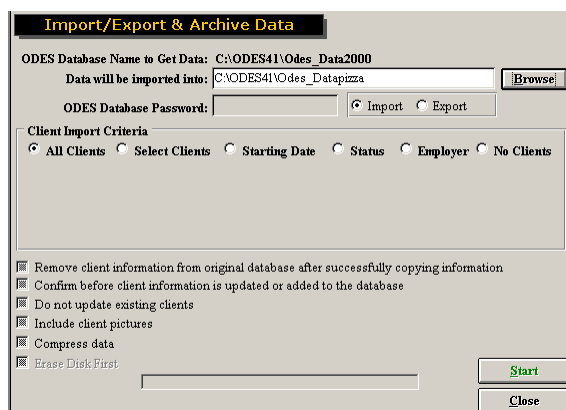 Import/Export & Archive Data
ODES Database Name to Get Data: C:\ODES41\Odes_Data2000
Data will be imported into: C:\ODES41\Odes_Datapizza Browse
ODES Database Password: Import Export
Client Import Criteria
All Clients Select Clients Starting Date Status Employer No Clients
Remove client information from original database after successfully copying information
Confirm before client information is updated or added to the database
Do not update existing clients
Include client pictures
Compress data
Erase Disk First
Start
Close